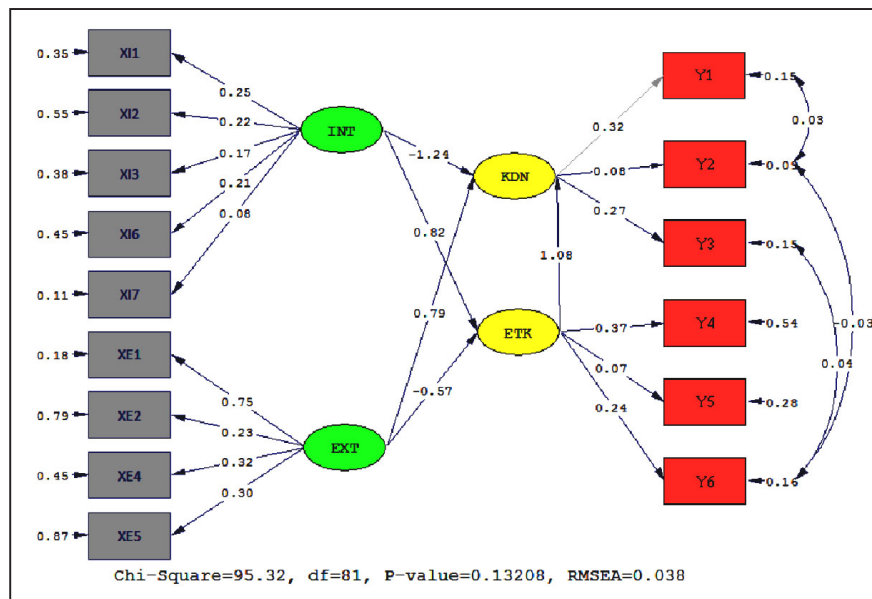 0.35 XI1
0.55 XI2
0.38 XI3
0.45 XI6
0.11 XI7
0.18 XE1
0.79 XE2
0.45 XE4
0.87 XE5
0.25
0.22
0.17
0.21
0.08
0.75
0.23
0.32
0.30
INT
EXT
-1.24
0.82
0.79
-0.57
KDN
1.08
ETK
0.32
0.08
0.27
0.37
0.07
0.24
Y1 0.15
Y2 0.09
Y3 0.15
Y4 0.54
Y5 0.28
Y6 0.16
0.03
-0.03
0.04
Chi-Square=95.32, df=81, P-value=0.13208, RMSEA=0.038